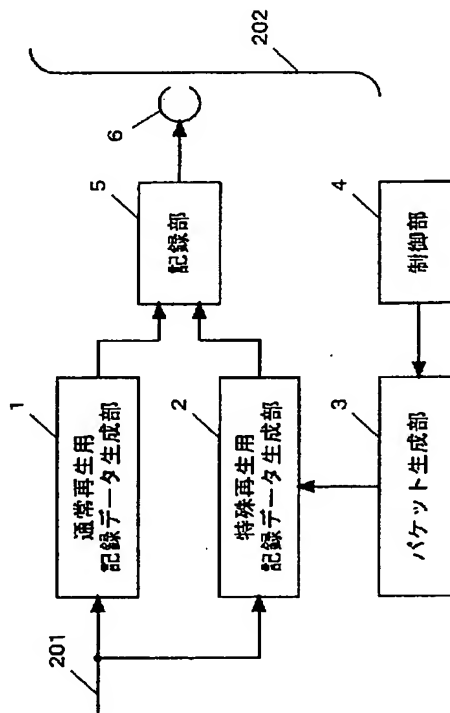 201
1
通常再生用
記録データ生成部
2
特殊再生用
記録データ生成部
3
パケット生成部
4
制御部
5
記録部
6
202